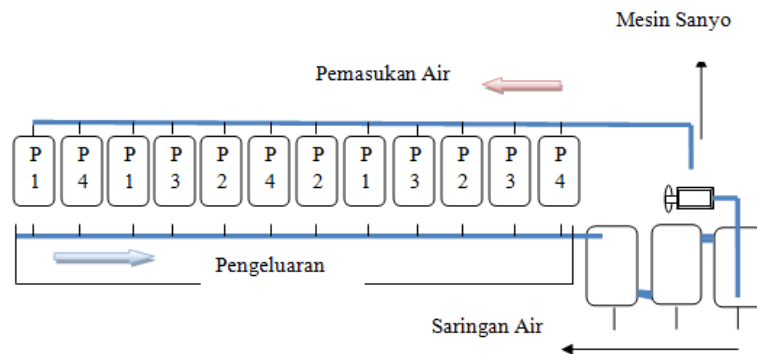 Mesin Sanyo
Pemasukan Air
P P P P P P P P P P P P
1 4 1 3 2 4 2 1 3 2 3 4
Pengeluaran
Saringan Air